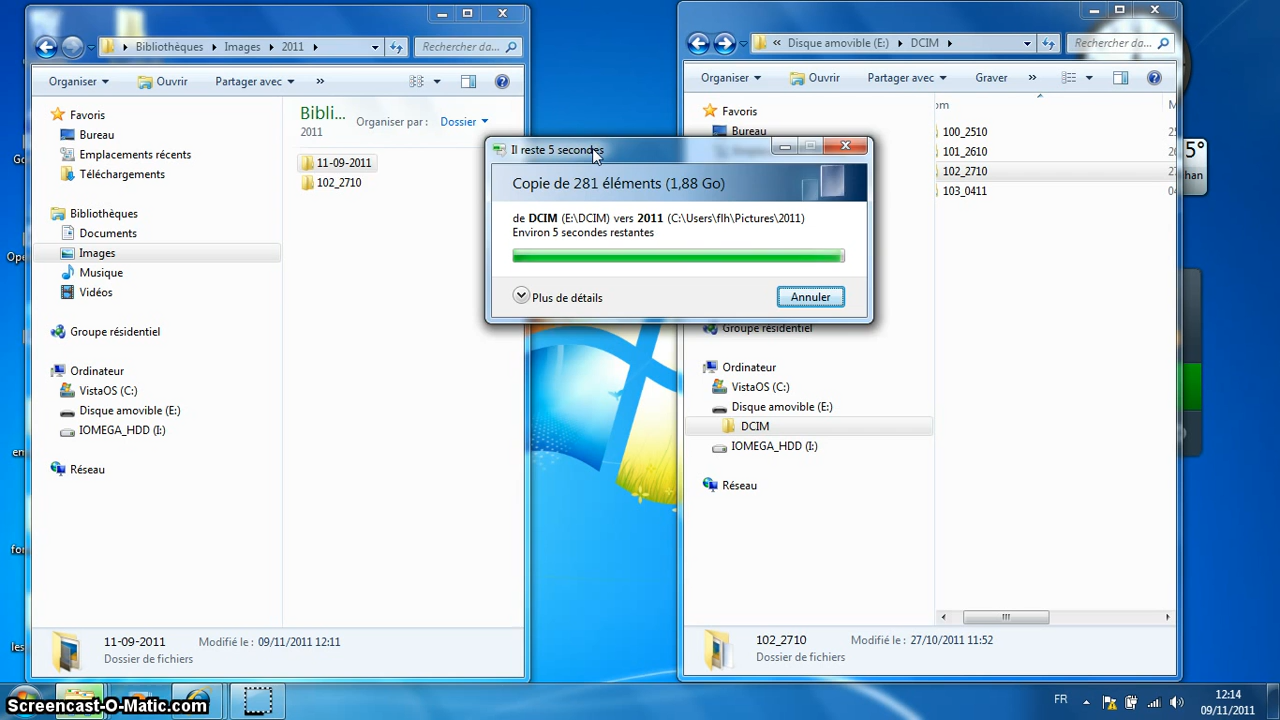 Bibliothèques
Images
2011
Rechercher da...
Organiser
Ouvrir
Partager avec
»
Favoris
Bureau
Emplacements récents
Téléchargements
Bibliothèques
Documents
Images
Musique
Vidéos
Groupe résidentiel
Ordinateur
VistaOS (C:)
Disque amovible (E:)
IOMEGA_HDD (I:)
Réseau
Bibli...
2011
Organiser par :
Dossier
11-09-2011
102_2710
11-09-2011
Modifié le : 09/11/2011 12:11
Dossier de fichiers
Il reste 5 secondes
Copie de 281 éléments (1,88 Go)
de DCIM (E:\DCIM) vers 2011 (C:\Users\flh\Pictures\2011)
Environ 5 secondes restantes
Plus de détails
Annuler
«
Disque amovible (E:)
DCIM
Rechercher da...
Organiser
Ouvrir
Partager avec
Graver
»
Favoris
Bureau
Groupe résidentiel
Ordinateur
VistaOS (C:)
Disque amovible (E:)
DCIM
IOMEGA_HDD (I:)
Réseau
om
100_2510
101_2610
102_2710
103_0411
102_2710
Modifié le : 27/10/2011 11:52
Dossier de fichiers
5°
han
Screencast-O-Matic.com
FR
12:14
09/11/2011